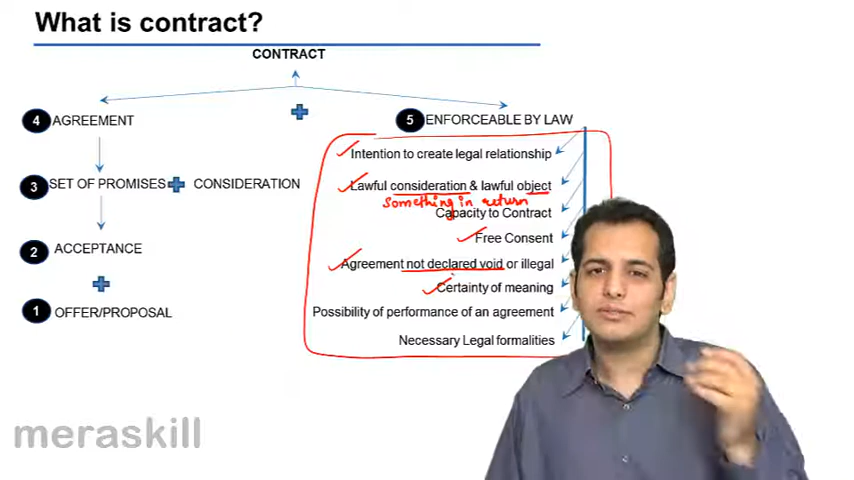 What is contract?
CONTRACT
4 AGREEMENT
5 ENFORCEABLE BY LAW
Intention to create legal relationship
3 SET OF PROMISES CONSIDERATION
Lawful consideration & lawful object
Something in return
Capacity to Contract
Free Consent
2 ACCEPTANCE
Agreement not declared void or illegal
Certainty of meaning
1 OFFER/PROPOSAL
Possibility of performance of an agreement
Necessary Legal formalities
meraskill